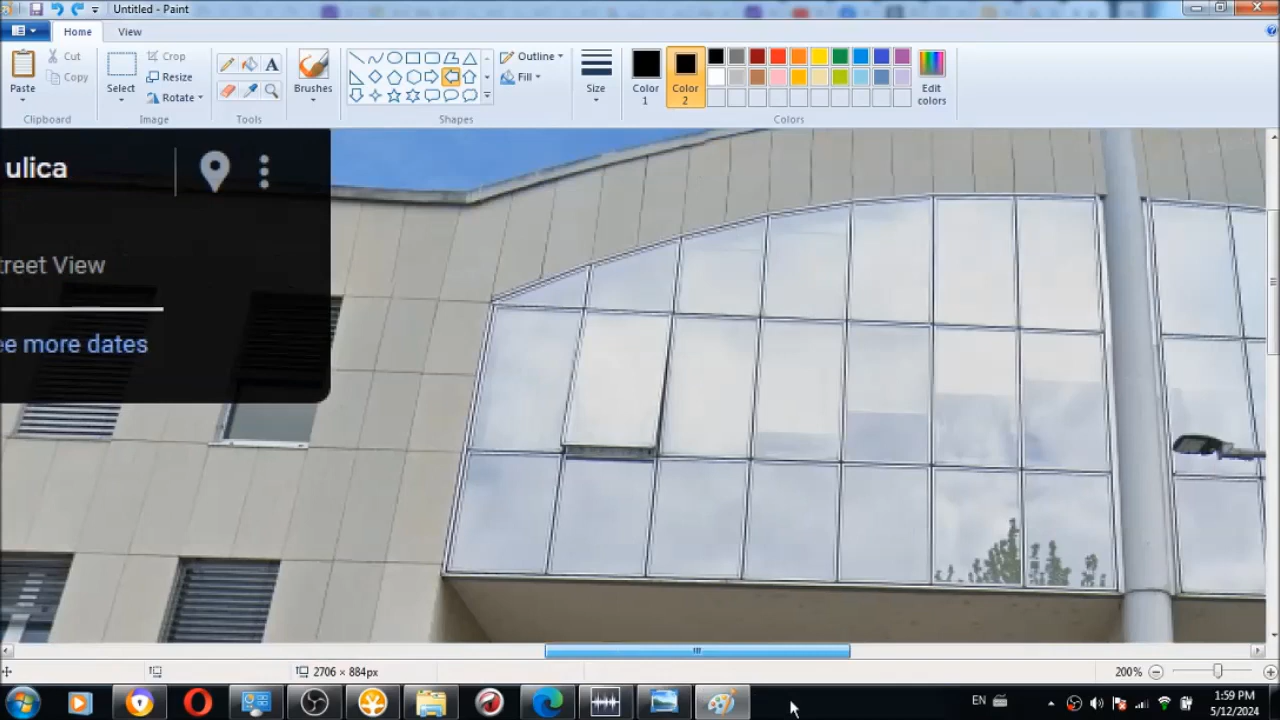 Untitled - Paint
Home
View
Paste
Cut
Copy
Clipboard
Select
Crop
Resize
Rotate
Image
Tools
Brushes
Shapes
Outline
Fill
Size
Color
1
Color
2
Edit
colors
Colors
ulica
treet View
ee more dates
2706 × 884px
200%
EN
1:59 PM
5/12/2024